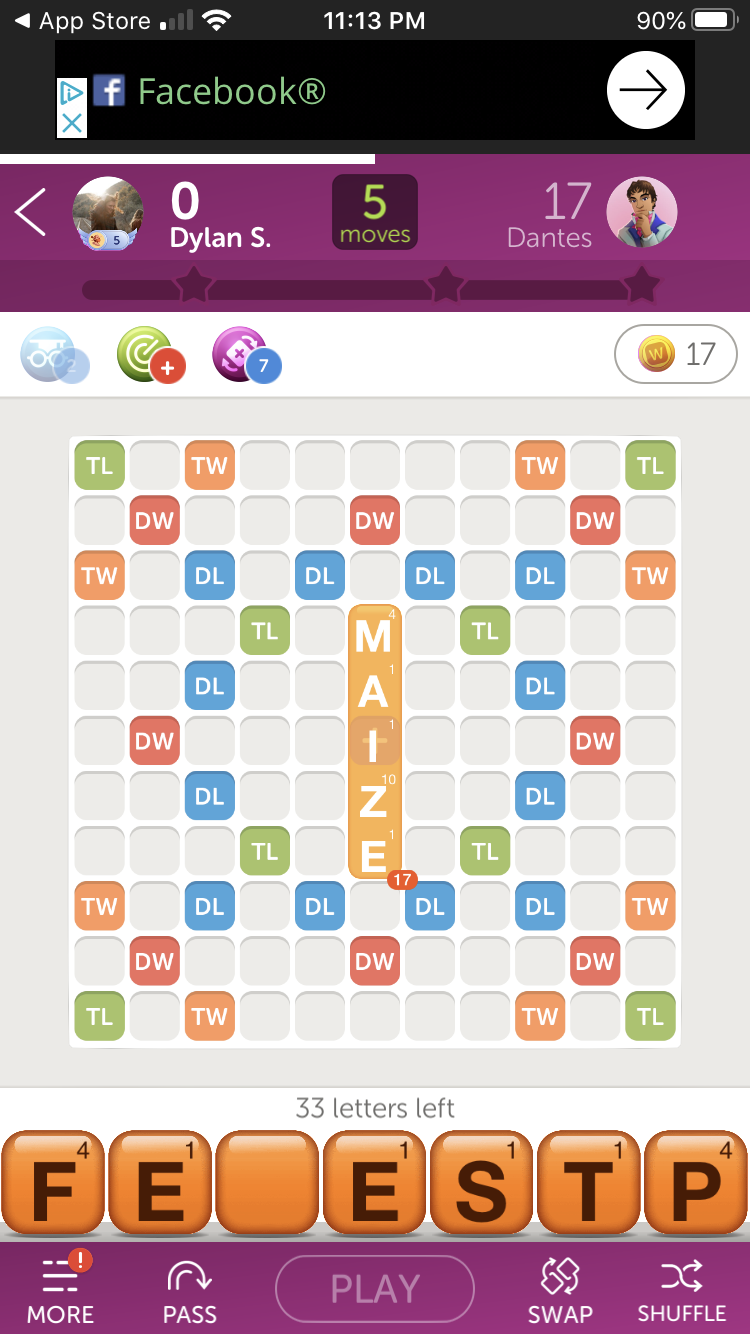 App Store 11:13 PM 90%
Facebook®
0 5 17
Dylan S. moves Dantes
5
2 + 7 W 17
TL TW TW TL
DW DW DW
TW DL DL DL DL TW
TL M 4 TL
DL A 1 DL
DW I 1 DW
DL Z 10 DL
TL E 1 TL
17
TW DL DL DL DL TW
DW DW DW
TL TW TW TL
33 letters left
F 4 E 1 E 1 S 1 T 1 P 4
!
MORE PASS PLAY SWAP SHUFFLE